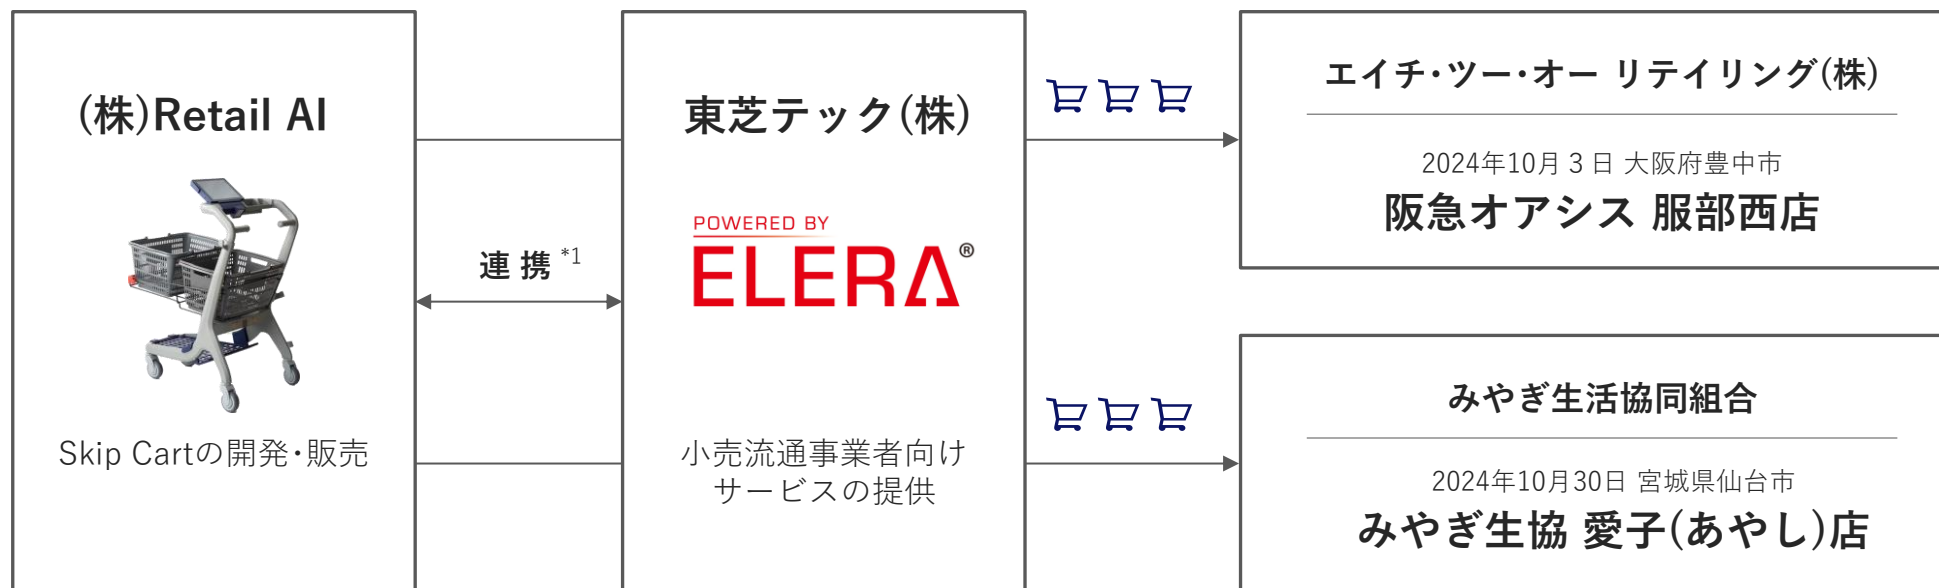 (株)Retail AI
Skip Cartの開発・販売
連携 *1
東芝テック(株)
POWERED BY
ELERA®
小売流通事業者向け
サービスの提供
エイチ・ツー・オー リテイリング(株)
2024年10月3日 大阪府豊中市
阪急オアシス 服部西店
みやぎ生活協同組合
2024年10月30日 宮城県仙台市
みやぎ生協 愛子(あやし)店